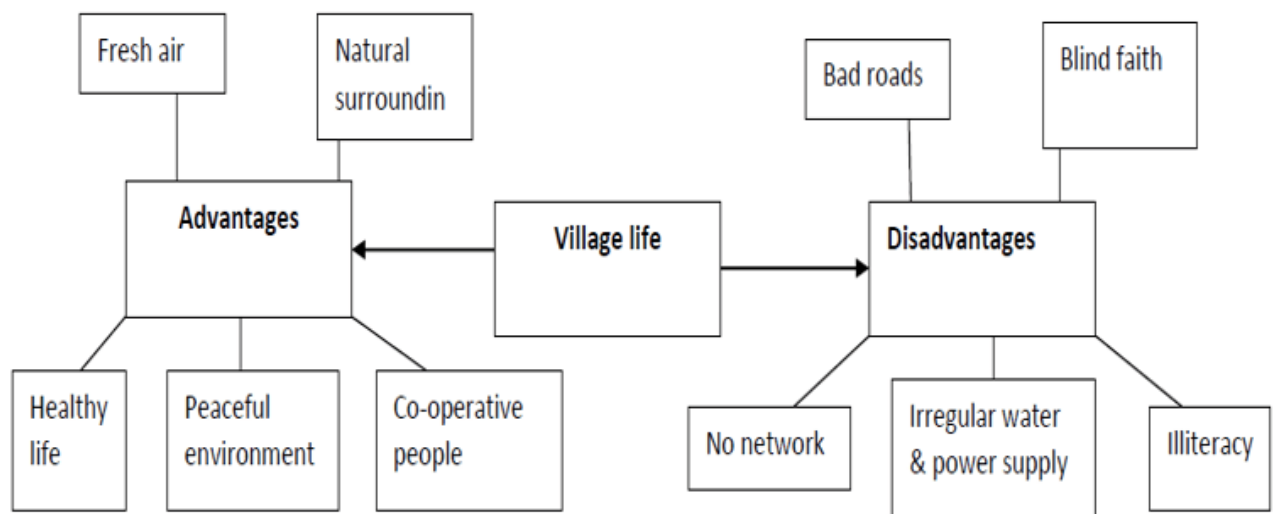 Fresh air
Natural
surroundin
Bad roads
Blind faith
Advantages
Village life
Disadvantages
Healthy
life
Peaceful
environment
Co-operative
people
No network
Irregular water
& power supply
Illiteracy